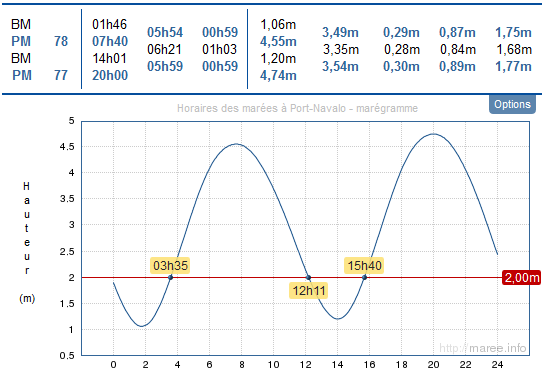 BM 01h46 1,06m
05h54 00h59 3,49m 0,29m 0,87m 1,75m
PM 78 07h40 4,55m
06h21 01h03 3,35m 0,28m 0,84m 1,68m
BM 14h01 1,20m
05h59 00h59 3,54m 0,30m 0,89m 1,77m
PM 77 20h00 4,74m
Options
Horaires des marées à Port-Navalo - marégramme
5
4.5
4
3.5
3
2.5
2
1.5
1
0.5
Hauteur
(m)
03h35
12h11
15h40
2,00m
http://maree.info
0 2 4 6 8 10 12 14 16 18 20 22 24